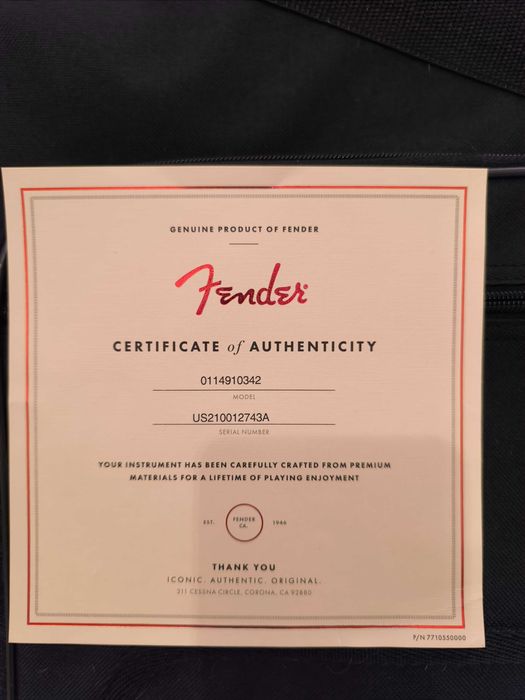 GENUINE PRODUCT OF FENDER
Fender
CERTIFICATE of AUTHENTICITY
0114910342
MODEL
US210012743A
SERIAL NUMBER
YOUR INSTRUMENT HAS BEEN CAREFULLY CRAFTED FROM PREMIUM
MATERIALS FOR A LIFETIME OF PLAYING ENJOYMENT
EST. FENDER CA. 1946
THANK YOU
ICONIC. AUTHENTIC. ORIGINAL.
311 CESSNA CIRCLE, CORONA, CA 92880
P/N 7710550000